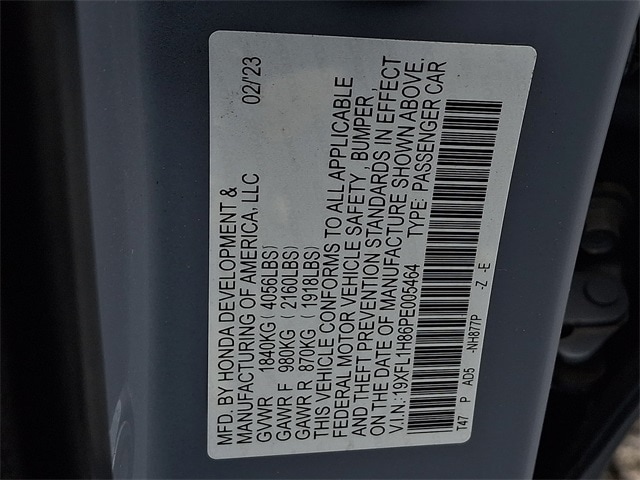 MFD. BY HONDA DEVELOPMENT & 02/'23
MANUFACTURING OF AMERICA, LLC
GVWR 1840KG ( 4056LBS)
GAWR F 980KG ( 2160LBS)
GAWR R 870KG ( 1918LBS)
THIS VEHICLE CONFORMS TO ALL APPLICABLE
FEDERAL MOTOR VEHICLE SAFETY, BUMPER,
AND THEFT PREVENTION STANDARDS IN EFFECT
ON THE DATE OF MANUFACTURE SHOWN ABOVE.
V.I.N.:19XFL1H86PE005464 TYPE: PASSENGER CAR
T47 P AD5 -NH877P -Z -E